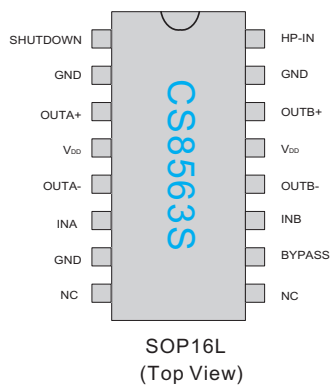 SHUTDOWN HP-IN
GND GND
OUTA+ OUTB+
VDD VDD
OUTA- OUTB-
INA INB
GND BYPASS
NC NC
CS8563S
SOP16L
(Top View)